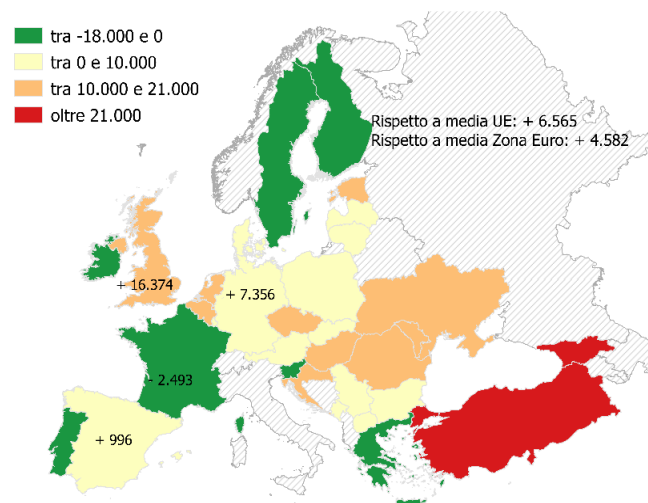 tra -18.000 e 0
tra 0 e 10.000
tra 10.000 e 21.000
oltre 21.000
Rispetto a media UE: + 6.565
Rispetto a media Zona Euro: + 4.582
+ 16.374
+ 7.356
- 2.493
+ 996